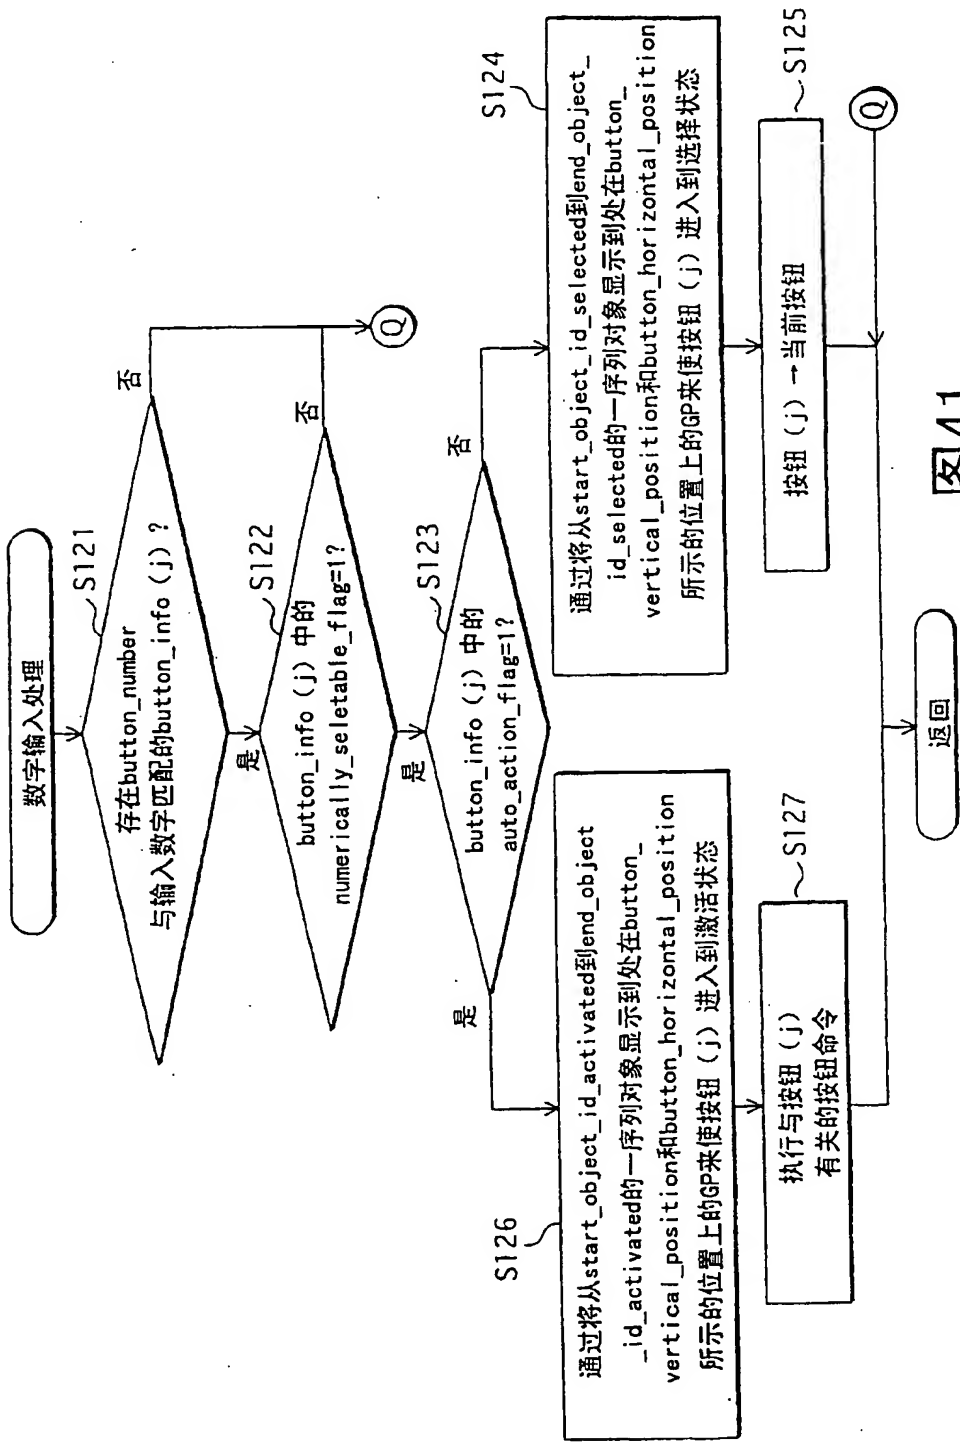 数字输入处理
S121
存在button_number
与输入数字匹配的button_info (j) ?
否
是
S122
button_info (j) 中的
numerically_seletable_flag=1?
否
Q
是
S123
button_info (j) 中的
auto_action_flag=1?
是
否
S126
通过将从start_object_id_activated到end_object
_id_activated的一序列对象显示到处在button_
vertical_position和button_horizontal_position
所示的位置上的GP来使按钮 (j) 进入到激活状态
S124
通过将从start_object_id_selected到end_object_
id_selected的一序列对象显示到处在button_
vertical_position和button_horizontal_position
所示的位置上的GP来使按钮 (j) 进入到选择状态
S127
执行与按钮 (j)
有关的按钮命令
S125
按钮 (j) →当前按钮
Q
返回
图41